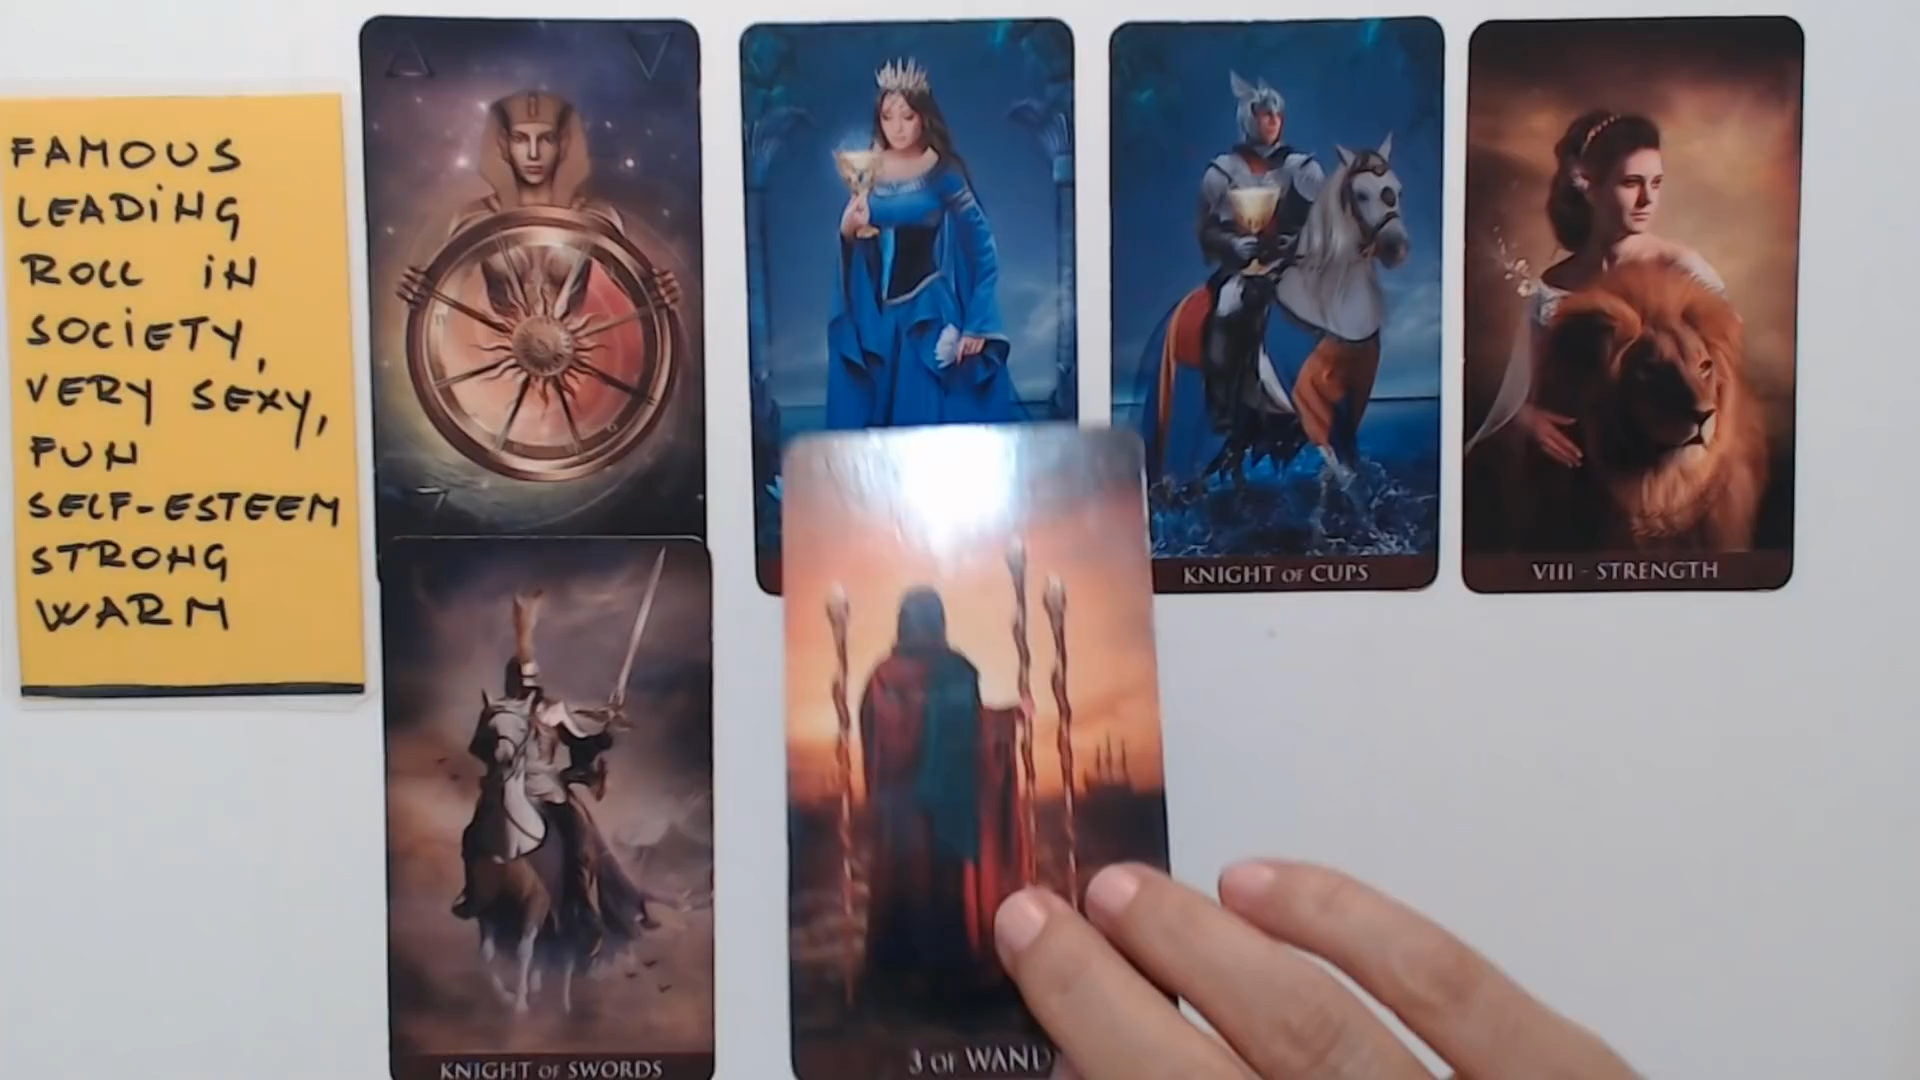 FAMOUS
LEADING
ROLL IN
SOCIETY,
VERY SEXY,
FUN
SELF-ESTEEM
STRONG
WARM
KNIGHT OF CUPS
VIII - STRENGTH
KNIGHT OF SWORDS
3 OF WAND